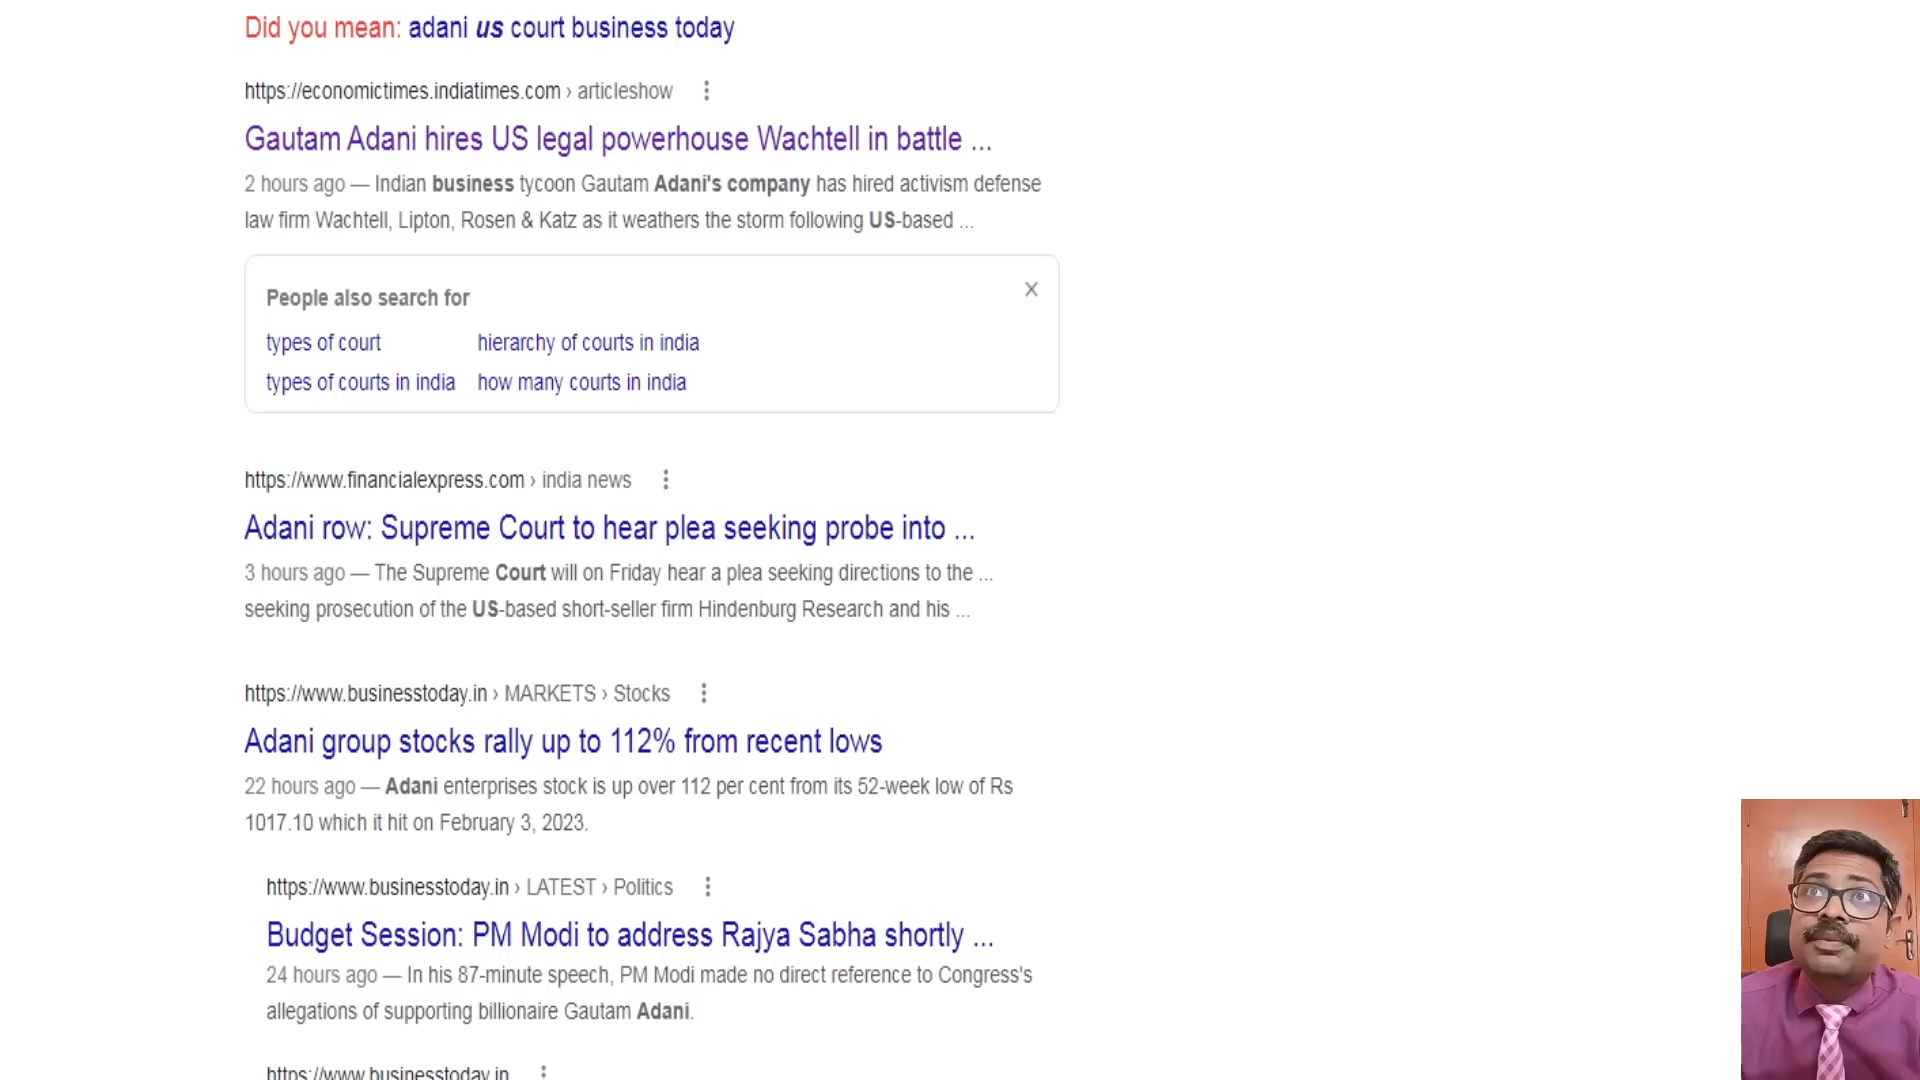 Did you mean: adani us court business today
https://economictimes.indiatimes.com › articleshow
Gautam Adani hires US legal powerhouse Wachtell in battle ...
2 hours ago — Indian business tycoon Gautam Adani's company has hired activism defense
law firm Wachtell, Lipton, Rosen & Katz as it weathers the storm following US-based ...
People also search for
types of court hierarchy of courts in india
types of courts in india how many courts in india
https://www.financialexpress.com › india news
Adani row: Supreme Court to hear plea seeking probe into ...
3 hours ago — The Supreme Court will on Friday hear a plea seeking directions to the ...
seeking prosecution of the US-based short-seller firm Hindenburg Research and his ...
https://www.businesstoday.in › MARKETS › Stocks
Adani group stocks rally up to 112% from recent lows
22 hours ago — Adani enterprises stock is up over 112 per cent from its 52-week low of Rs
1017.10 which it hit on February 3, 2023.
https://www.businesstoday.in › LATEST › Politics
Budget Session: PM Modi to address Rajya Sabha shortly ...
24 hours ago — In his 87-minute speech, PM Modi made no direct reference to Congress's
allegations of supporting billionaire Gautam Adani.
https://www.businesstoday.in